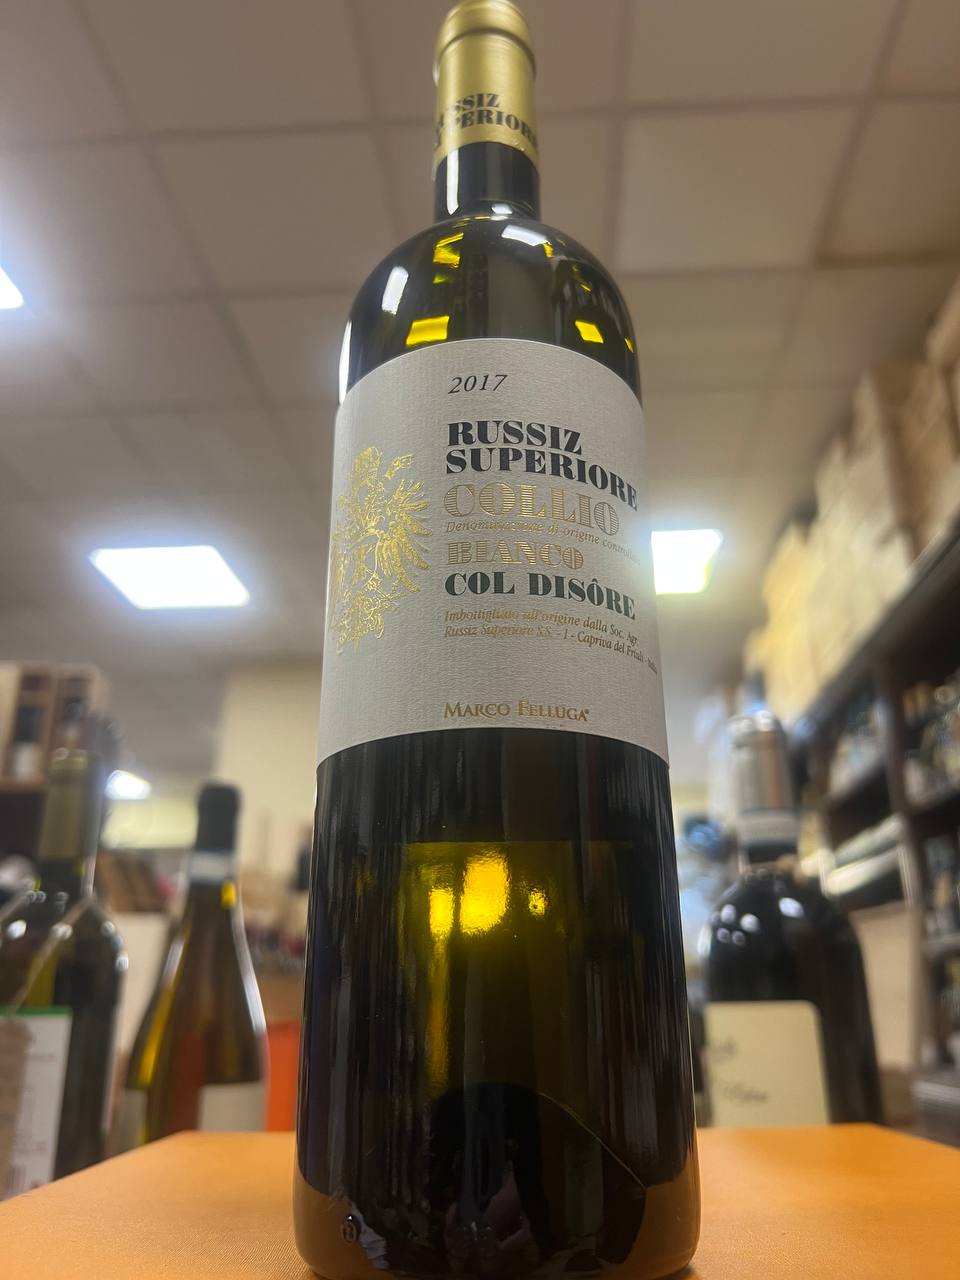 RUSSIZ
SUPERIORE
2017
RUSSIZ
SUPERIORE
COLLIO
Denominazione di origine controllata
BIANCO
COL DISÔRE
Imbottigliato all'origine dalla Soc. Agr.
Russiz Superiore S.S. - I - Capriva del Friuli - Italia
MARCO FELLUGA®